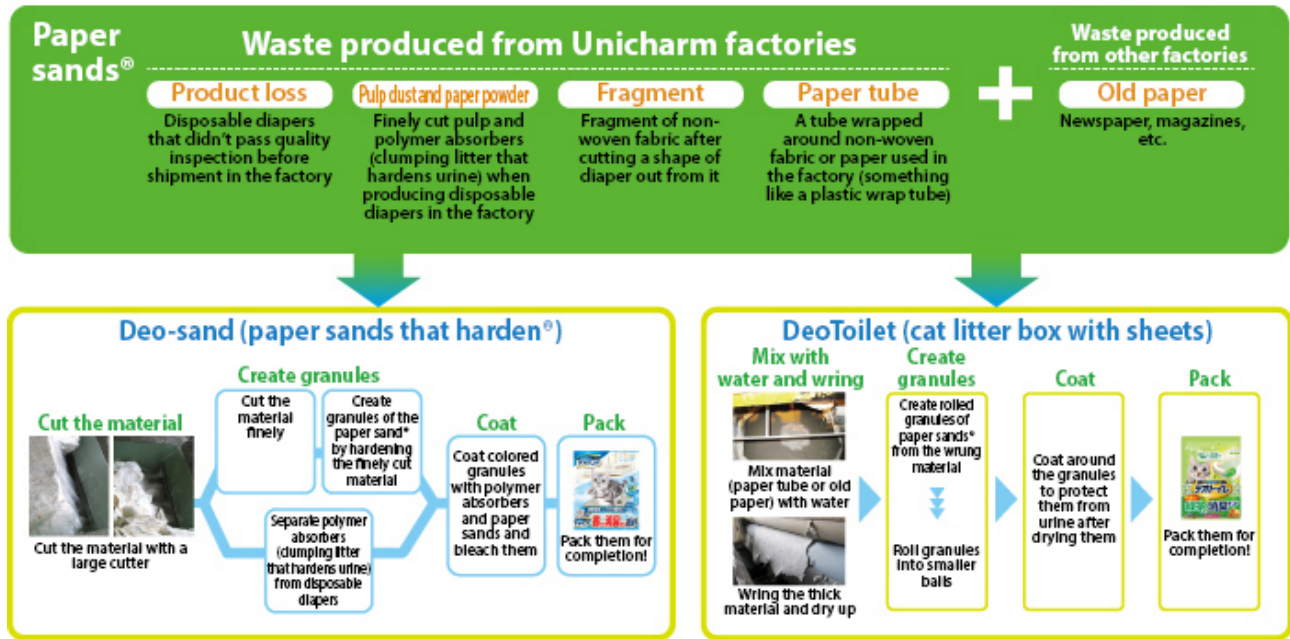 Paper
sands®
Waste produced from Unicharm factories
Product loss
Disposable diapers
that didn't pass quality
inspection before
shipment in the factory
Pulp dust and paper powder
Finely cut pulp and
polymer absorbers
(clumping litter that
hardens urine) when
producing disposable
diapers in the factory
Fragment
Fragment of non-
woven fabric after
cutting a shape of
diaper out from it
Paper tube
A tube wrapped
around non-woven
fabric or paper used in
the factory (something
like a plastic wrap tube)
+
Waste produced
from other factories
Old paper
Newspaper, magazines,
etc.
Deo-sand (paper sands that harden®)
Cut the material
Cut the material with a
large cutter
Create granules
Cut the
material
finely
Create
granules of the
paper sand®
by hardening
the finely cut
material
Separate polymer
absorbers
(clumping litter
that hardens urine)
from disposable
diapers
Coat
Coat colored
granules
with polymer
absorbers
and paper
sands and
bleach them
Pack
Pack them for
completion!
DeoToilet (cat litter box with sheets)
Mix with
water and wring
Mix material
(paper tube or old
paper) with water
Wring the thick
material and dry up
Create
granules
Create rolled
granules of
paper sands®
from the wrung
material
Roll granules
into smaller
balls
Coat
Coat around
the granules
to protect
them from
urine after
drying them
Pack
デオトイレ
Pack them for
completion!